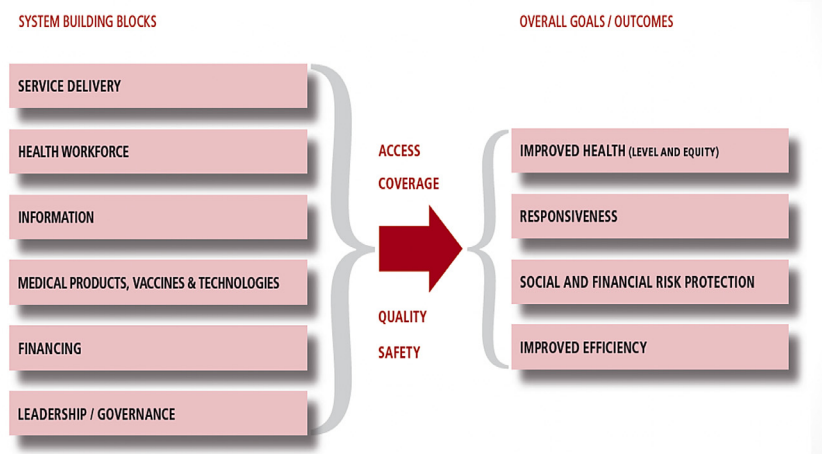 SYSTEM BUILDING BLOCKS
SERVICE DELIVERY
HEALTH WORKFORCE
INFORMATION
MEDICAL PRODUCTS, VACCINES & TECHNOLOGIES
FINANCING
LEADERSHIP / GOVERNANCE
ACCESS
COVERAGE
QUALITY
SAFETY
OVERALL GOALS / OUTCOMES
IMPROVED HEALTH (LEVEL AND EQUITY)
RESPONSIVENESS
SOCIAL AND FINANCIAL RISK PROTECTION
IMPROVED EFFICIENCY